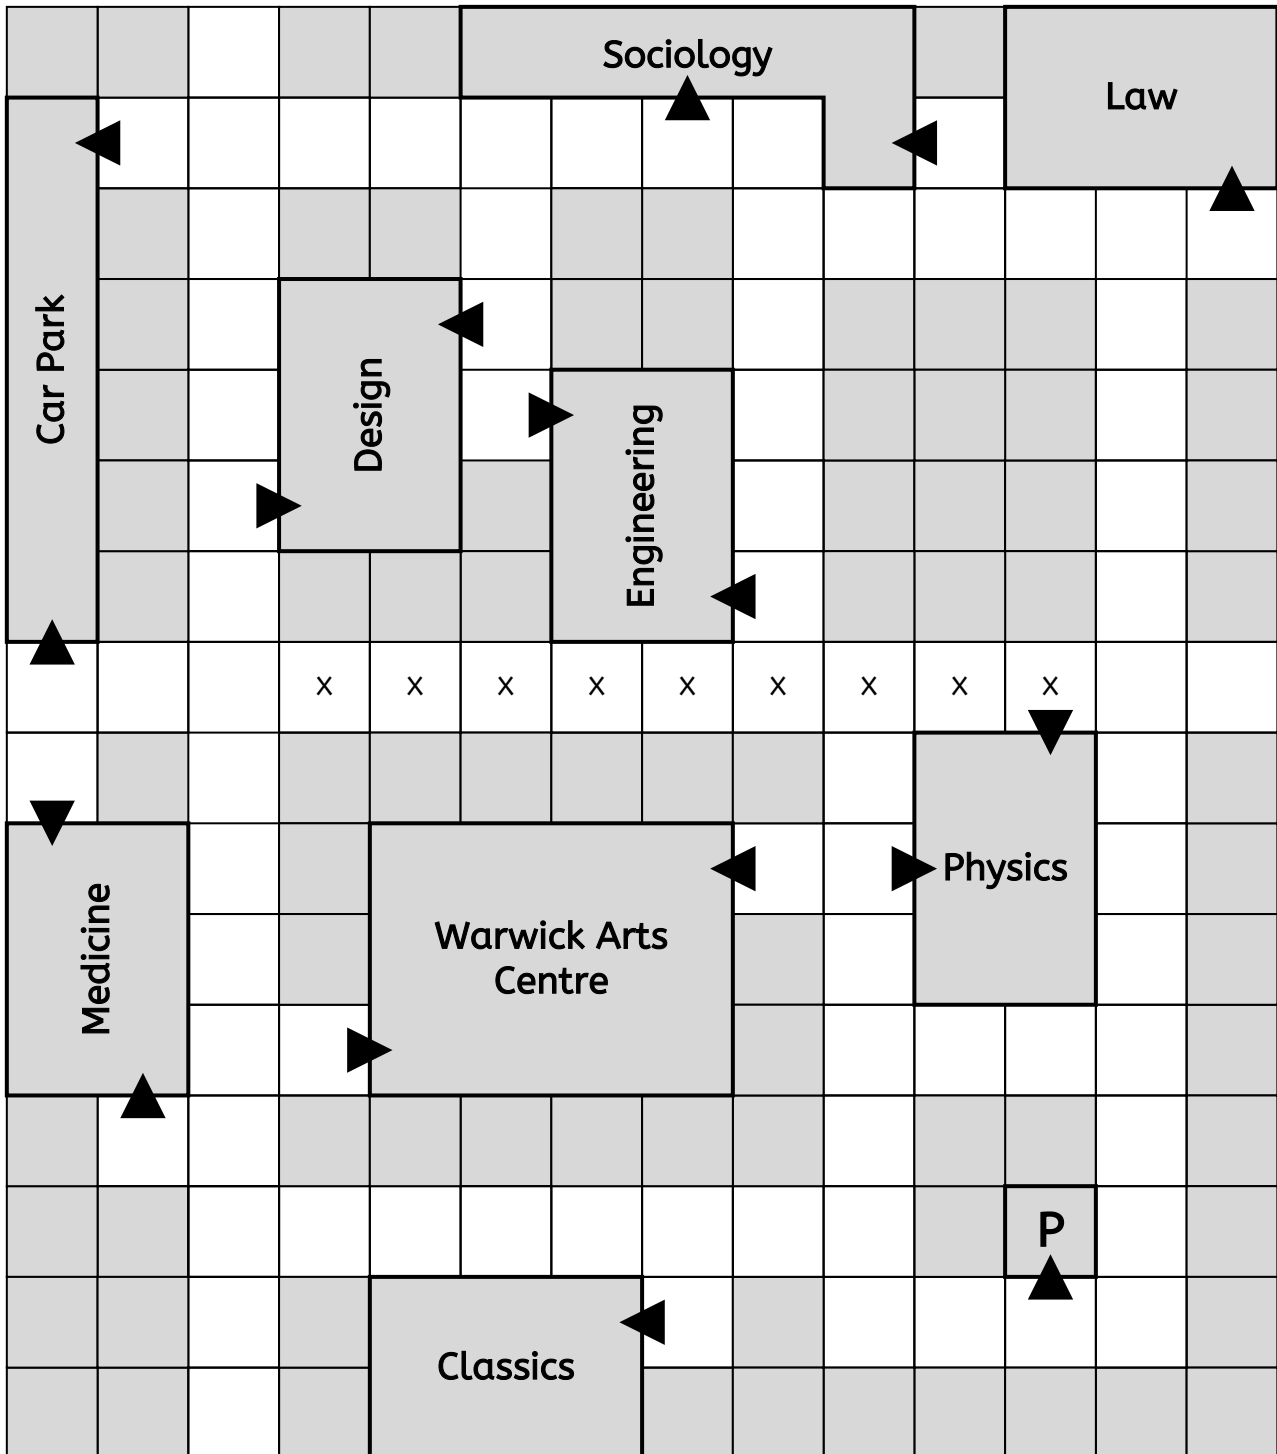 Sociology
Law
Car Park
Design
Engineering
x x x x x x x x x
Physics
Medicine
Warwick Arts
Centre
P
Classics